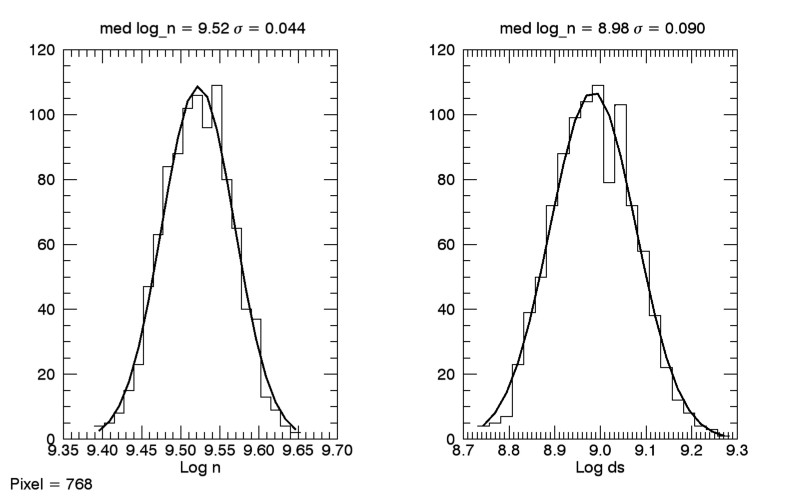 med log_n = 9.52 σ = 0.044
med log_n = 8.98 σ = 0.090
120
100
80
60
40
20
0
9.35 9.40 9.45 9.50 9.55 9.60 9.65 9.70
Log n
120
100
80
60
40
20
0
8.7 8.8 8.9 9.0 9.1 9.2 9.3
Log ds
Pixel = 768